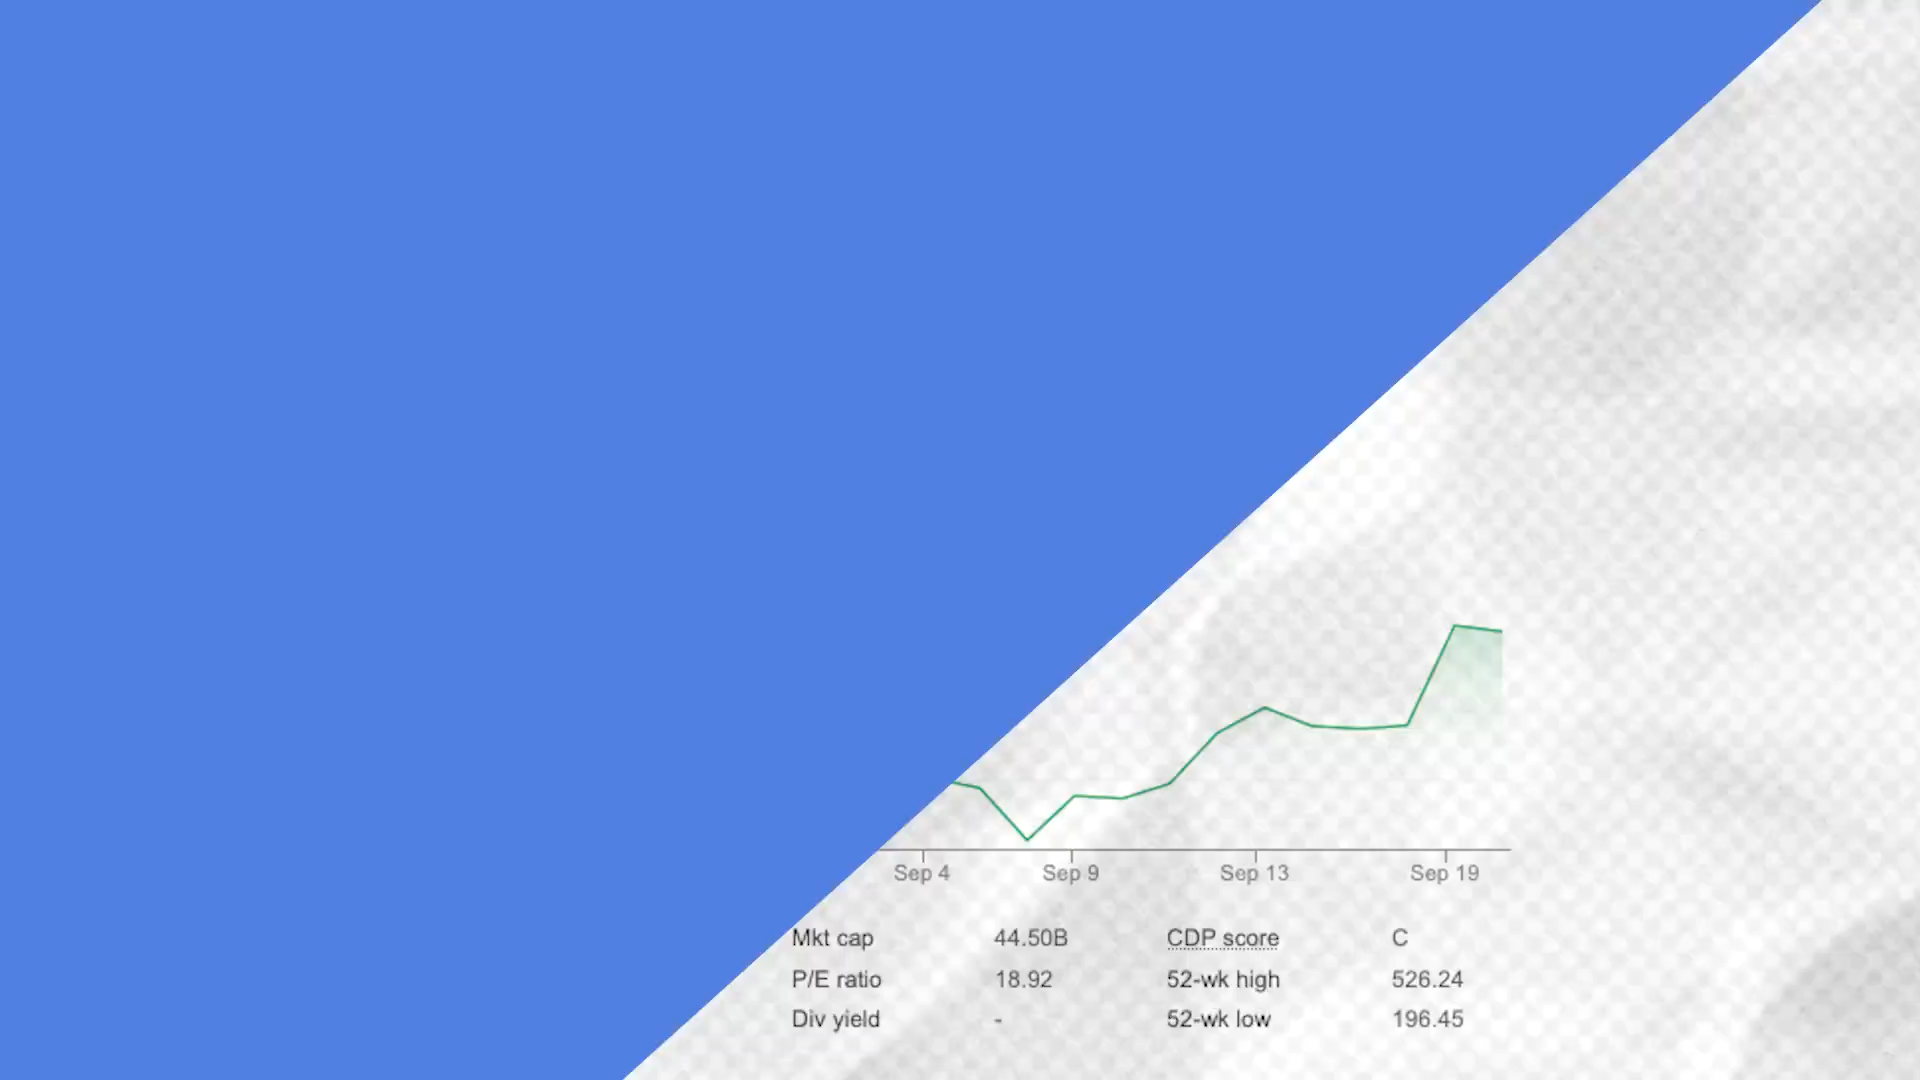 Sep 4 Sep 9 Sep 13 Sep 19
Mkt cap 44.50B CDP score C
P/E ratio 18.92 52-wk high 526.24
Div yield - 52-wk low 196.45